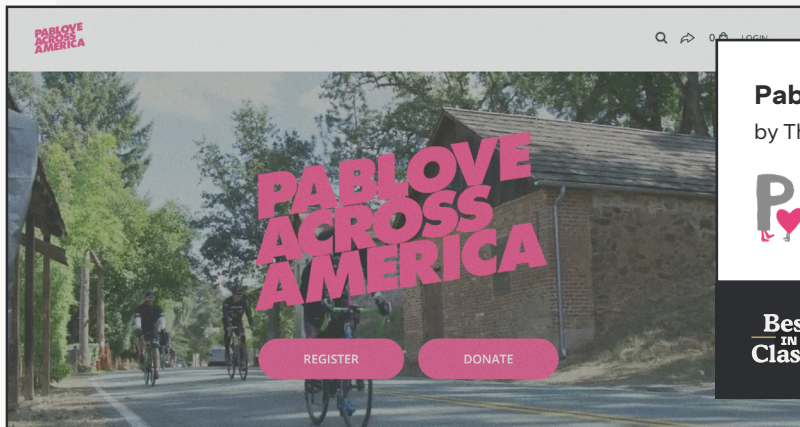 PABLOVE
ACROSS
AMERICA
0
LOGIN
PABLOVE
ACROSS
AMERICA
REGISTER
DONATE
Pab
by Th
P
Bes
IN
Clas